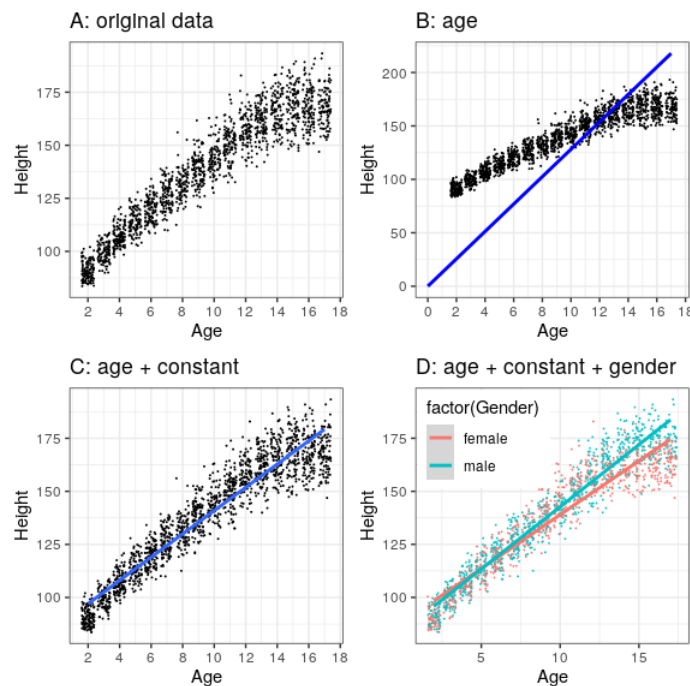 A: original data
175
150
125
100
Height
2 4 6 8 10 12 14 16 18
Age
B: age
200
150
100
50
0
Height
0 2 4 6 8 10 12 14 16 18
Age
C: age + constant
175
150
125
100
Height
2 4 6 8 10 12 14 16 18
Age
D: age + constant + gender
factor(Gender)
female
male
175
150
125
100
Height
5 10 15
Age